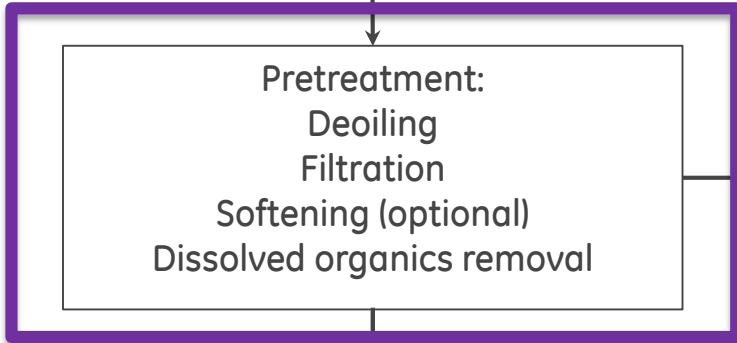 Pretreatment:
Deoiling
Filtration
Softening (optional)
Dissolved organics removal